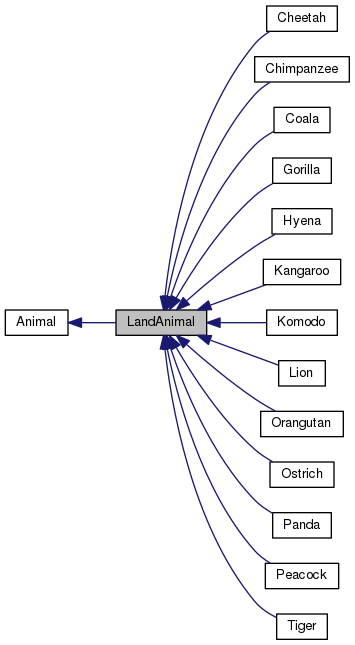 Cheetah
Chimpanzee
Coala
Gorilla
Hyena
Kangaroo
Animal
LandAnimal
Komodo
Lion
Orangutan
Ostrich
Panda
Peacock
Tiger